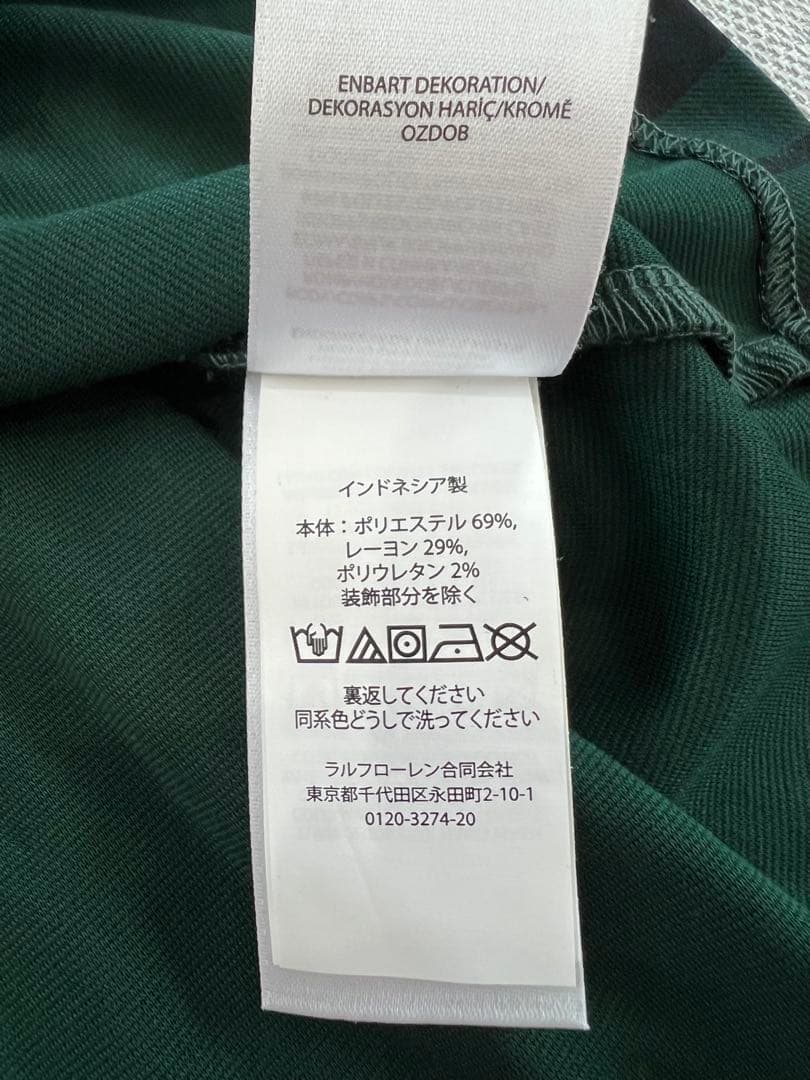 ENBART DEKORATION/
DEKORASYON HARİÇ/KROMĚ
OZDOB
インドネシア製
本体：ポリエステル 69%,
レーヨン 29%,
ポリウレタン 2%
装飾部分を除く
裏返してください
同系色どうしで洗ってください
ラルフローレン合同会社
東京都千代田区永田町2-10-1
0120-3274-20